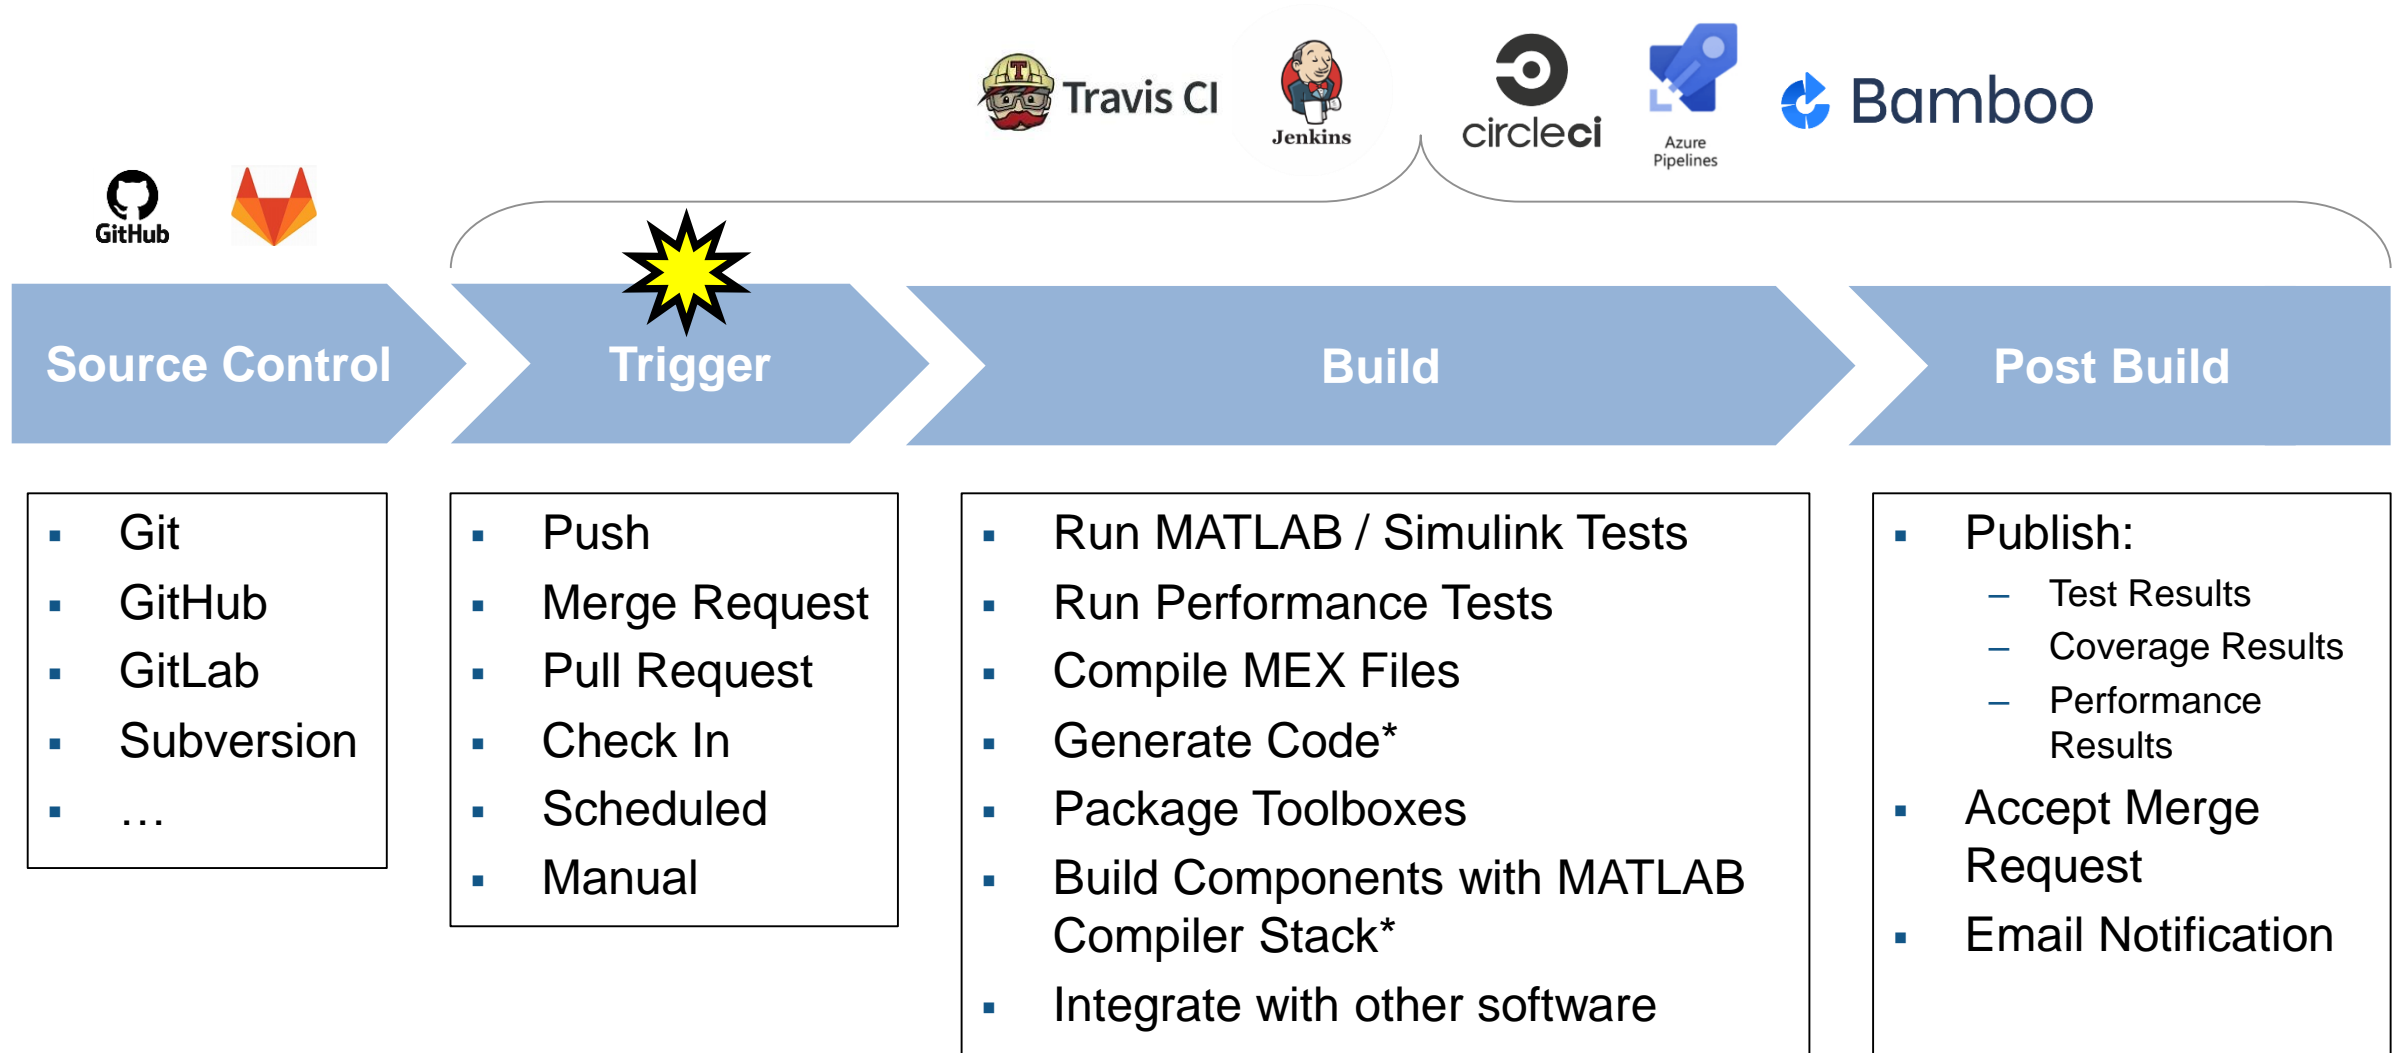 Travis CI
Jenkins
circleci
Azure
Pipelines
Bamboo
GitHub
Source Control
Trigger
Build
Post Build
▪ Git
▪ GitHub
▪ GitLab
▪ Subversion
▪ …
▪ Push
▪ Merge Request
▪ Pull Request
▪ Check In
▪ Scheduled
▪ Manual
▪ Run MATLAB / Simulink Tests
▪ Run Performance Tests
▪ Compile MEX Files
▪ Generate Code*
▪ Package Toolboxes
▪ Build Components with MATLAB
Compiler Stack*
▪ Integrate with other software
▪ Publish:
– Test Results
– Coverage Results
– Performance
Results
▪ Accept Merge
Request
▪ Email Notification